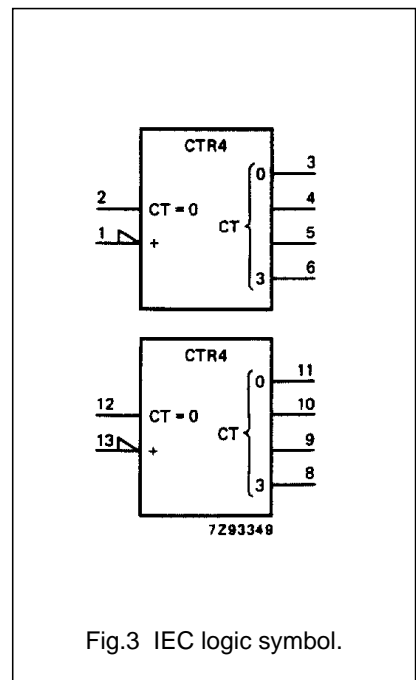 CTR4
0 3
2 4
CT = 0
1 + CT 5
3 6
CTR4
0 11
12 10
CT = 0
13 + CT 9
3 8
7Z93349
Fig.3 IEC logic symbol.